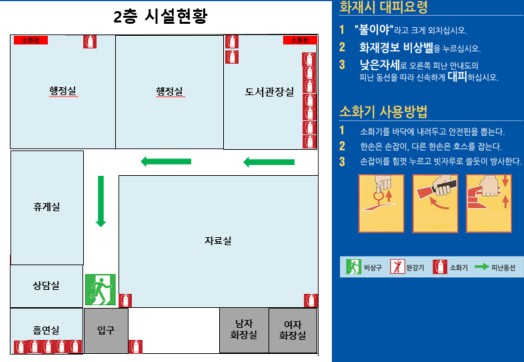 2층 시설현황
소화전
소화전
행정실
행정실
도서관장실
휴게실
자료실
상담실
흡연실
입구
남자
화장실
여자
화장실
화재시 대피요령
1 "불이야"라고 크게 외치십시오.
2 화재경보 비상벨을 누르십시오.
3 낮은자세로 오른쪽 피난 안내도의
피난 동선을 따라 신속하게 대피하십시오.
소화기 사용방법
1 소화기를 바닥에 내려두고 안전핀을 뽑는다.
2 한손은 손잡이, 다른 한손은 호스를 잡는다.
3 손잡이를 힘껏 누르고 빗자루로 쓸듯이 방사한다.
비상구 완강기 소화기 피난동선